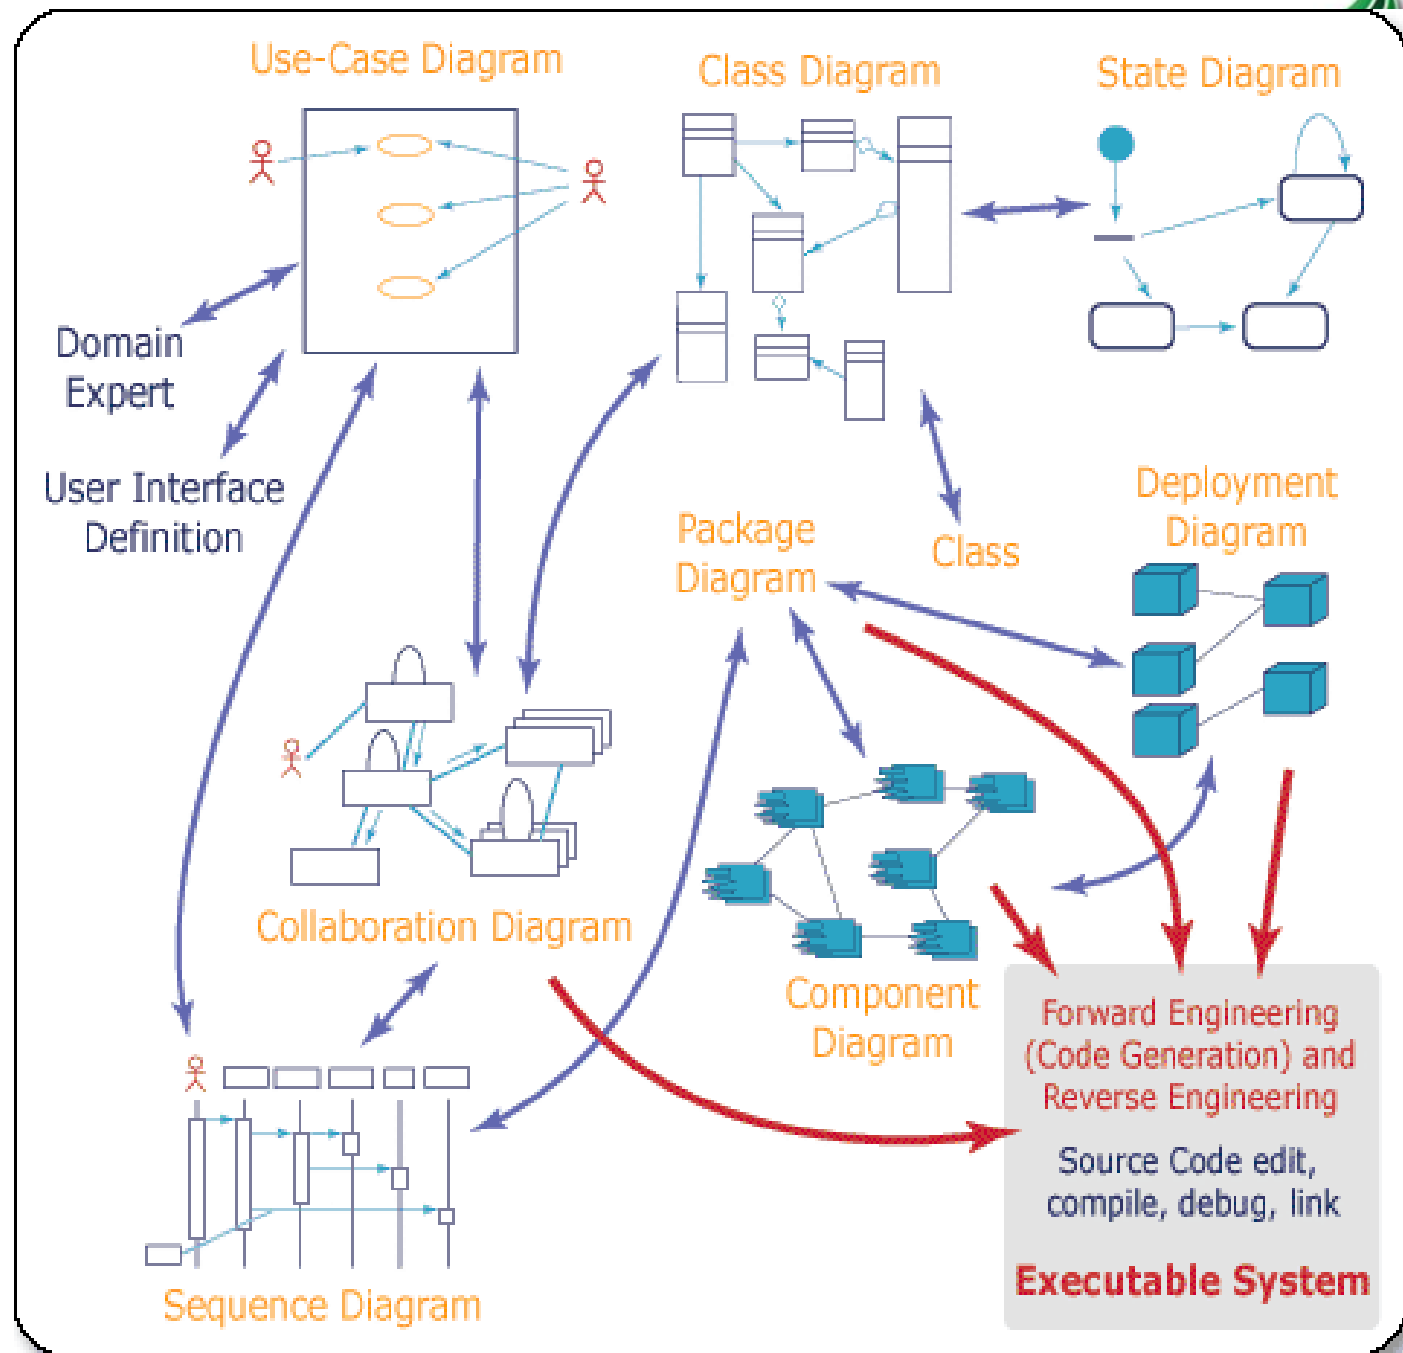 Use-Case Diagram
Class Diagram
State Diagram
Domain
Expert
User Interface
Definition
Package
Diagram
Class
Deployment
Diagram
Collaboration Diagram
Component
Diagram
Forward Engineering
(Code Generation) and
Reverse Engineering
Source Code edit,
compile, debug, link
Executable System
Sequence Diagram